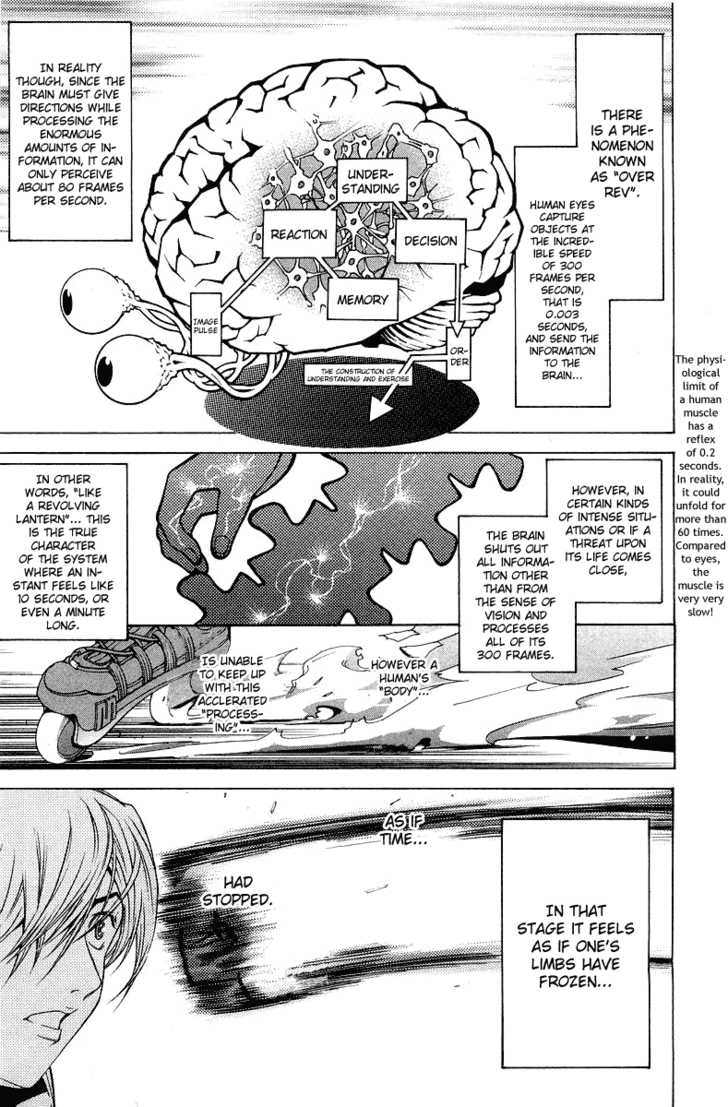 THERE
IS A PHE-
NOMENON
KNOWN
AS "OVER
REV".
HUMAN EYES
CAPTURE
OBJECTS AT
THE INCRED-
IBLE SPEED
OF 300
FRAMES PER
SECOND,
THAT IS
0.003
SECONDS,
AND SEND THE
INFORMATION
TO THE
BRAIN...
IN REALITY
THOUGH, SINCE THE
BRAIN MUST GIVE
DIRECTIONS WHILE
PROCESSING THE
ENORMOUS
AMOUNTS OF IN-
FORMATION, IT CAN
ONLY PERCEIVE
ABOUT 80 FRAMES
PER SECOND.
UNDER-
STANDING
REACTION
DECISION
MEMORY
IMAGE
PULSE
OR-
DER
THE CONSTRUCTION OF
UNDERSTANDING AND EXERCISE
The physi-
ological
limit of
a human
muscle
has a
reflex
of 0.2
seconds.
In reality,
it could
unfold for
more than
60 times.
Compared
to eyes,
the
muscle is
very very
slow!
HOWEVER, IN
CERTAIN KINDS
OF INTENSE SITU-
ATIONS OR IF A
THREAT UPON
ITS LIFE COMES
CLOSE,
THE BRAIN
SHUTS OUT
ALL INFORMA-
TION OTHER
THAN FROM
THE SENSE OF
VISION AND
PROCESSES
ALL OF ITS
300 FRAMES.
IN OTHER
WORDS, "LIKE
A REVOLVING
LANTERN"... THIS
IS THE TRUE
CHARACTER
OF THE SYSTEM
WHERE AN IN-
STANT FEELS LIKE
10 SECONDS, OR
EVEN A MINUTE
LONG.
HOWEVER A
HUMAN'S
"BODY"...
IS UNABLE
TO KEEP UP
WITH THIS
ACCLERATED
"PROCESS-
ING"...
IN THAT
STAGE IT FEELS
AS IF ONE'S
LIMBS HAVE
FROZEN...
AS IF
TIME...
HAD
STOPPED.